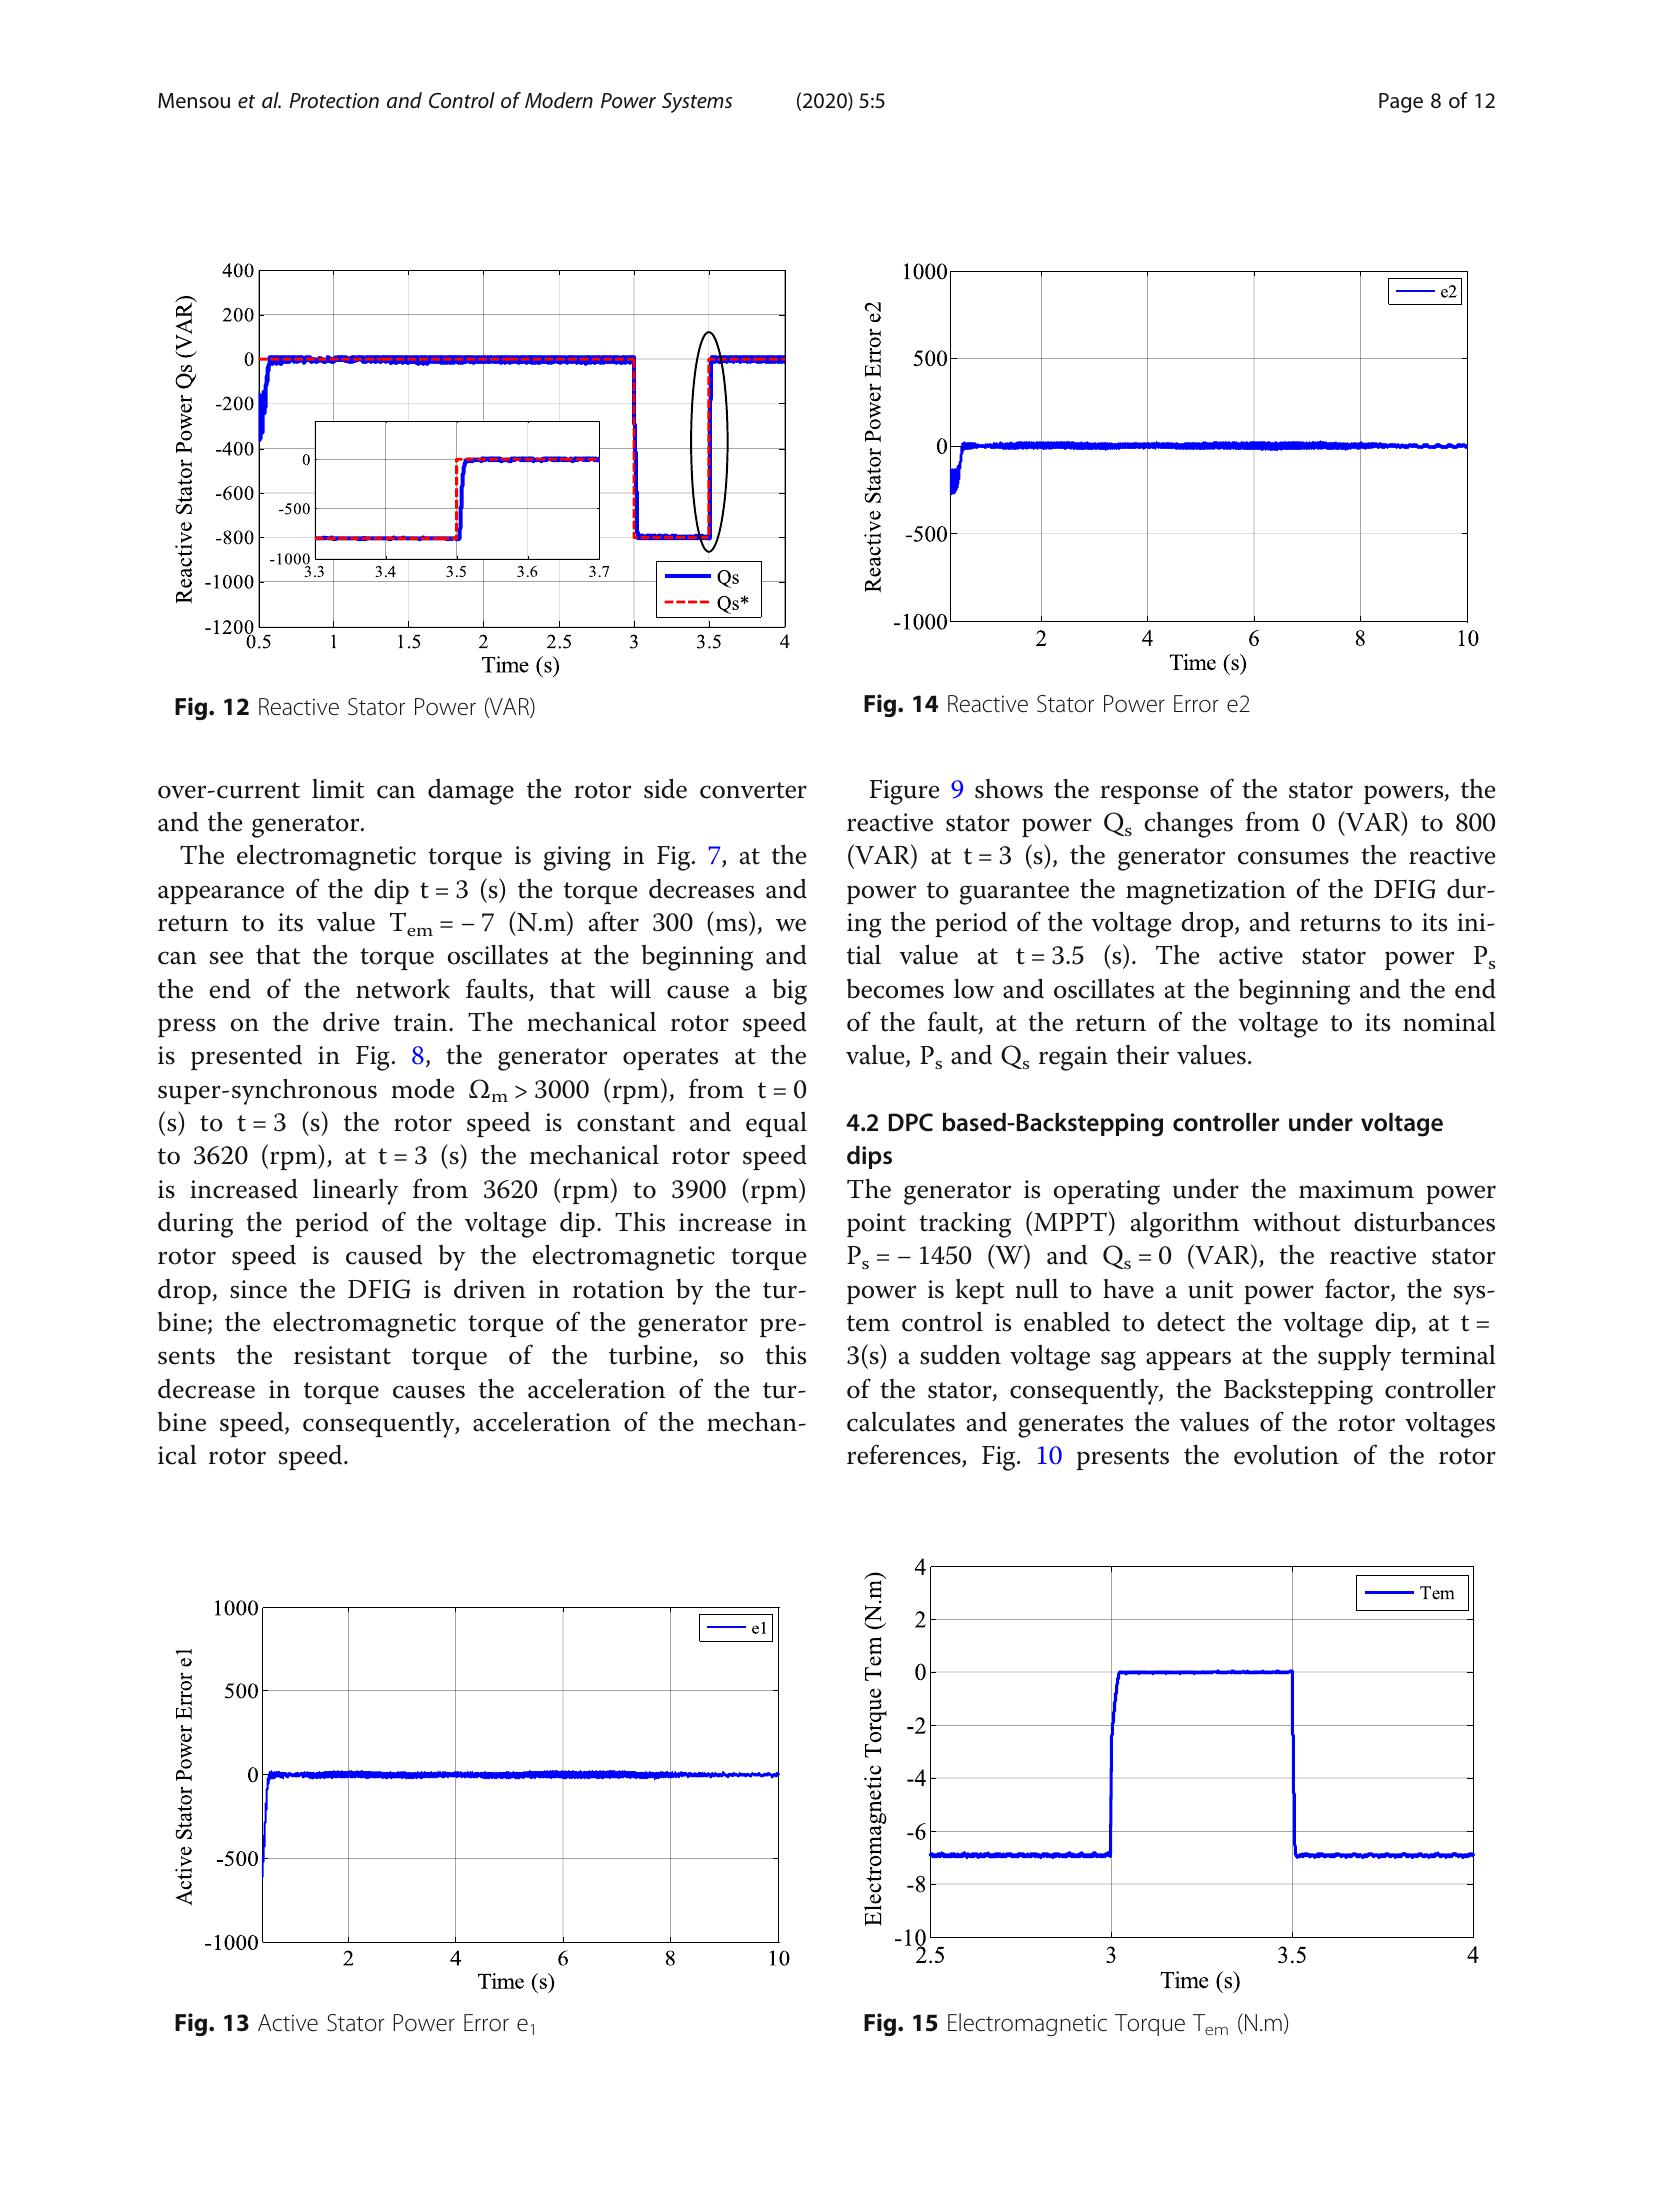 Mensou et al. Protection and Control of Modern Power Systems (2020) 5:5 Page 8 of 12
400
200
0
-200
-400
-600
-800
-1000
-1200
0.5 1 1.5 2 2.5 3 3.5 4
Time (s)
Reactive Stator Power Qs (VAR)
0
-500
-1000
3.3 3.4 3.5 3.6 3.7
Qs
Qs*
Fig. 12 Reactive Stator Power (VAR)
1000
500
0
-500
-1000
2 4 6 8 10
Time (s)
Reactive Stator Power Error e2
e2
Fig. 14 Reactive Stator Power Error e2
over-current limit can damage the rotor side converter
and the generator.
The electromagnetic torque is giving in Fig. 7, at the
appearance of the dip t = 3 (s) the torque decreases and
return to its value Tem = − 7 (N.m) after 300 (ms), we
can see that the torque oscillates at the beginning and
the end of the network faults, that will cause a big
press on the drive train. The mechanical rotor speed
is presented in Fig. 8, the generator operates at the
super-synchronous mode Ωm > 3000 (rpm), from t = 0
(s) to t = 3 (s) the rotor speed is constant and equal
to 3620 (rpm), at t = 3 (s) the mechanical rotor speed
is increased linearly from 3620 (rpm) to 3900 (rpm)
during the period of the voltage dip. This increase in
rotor speed is caused by the electromagnetic torque
drop, since the DFIG is driven in rotation by the tur-
bine; the electromagnetic torque of the generator pre-
sents the resistant torque of the turbine, so this
decrease in torque causes the acceleration of the tur-
bine speed, consequently, acceleration of the mechan-
ical rotor speed.
Figure 9 shows the response of the stator powers, the
reactive stator power Qs changes from 0 (VAR) to 800
(VAR) at t = 3 (s), the generator consumes the reactive
power to guarantee the magnetization of the DFIG dur-
ing the period of the voltage drop, and returns to its ini-
tial value at t = 3.5 (s). The active stator power Ps
becomes low and oscillates at the beginning and the end
of the fault, at the return of the voltage to its nominal
value, Ps and Qs regain their values.
4.2 DPC based-Backstepping controller under voltage
dips
The generator is operating under the maximum power
point tracking (MPPT) algorithm without disturbances
Ps = − 1450 (W) and Qs = 0 (VAR), the reactive stator
power is kept null to have a unit power factor, the sys-
tem control is enabled to detect the voltage dip, at t =
3(s) a sudden voltage sag appears at the supply terminal
of the stator, consequently, the Backstepping controller
calculates and generates the values of the rotor voltages
references, Fig. 10 presents the evolution of the rotor
1000
500
0
-500
-1000
2 4 6 8 10
Time (s)
Active Stator Power Error e1
e1
Fig. 13 Active Stator Power Error e1
4
2
0
-2
-4
-6
-8
-10
2.5 3 3.5 4
Time (s)
Electromagnetic Torque Tem (N.m)
Tem
Fig. 15 Electromagnetic Torque Tem (N.m)